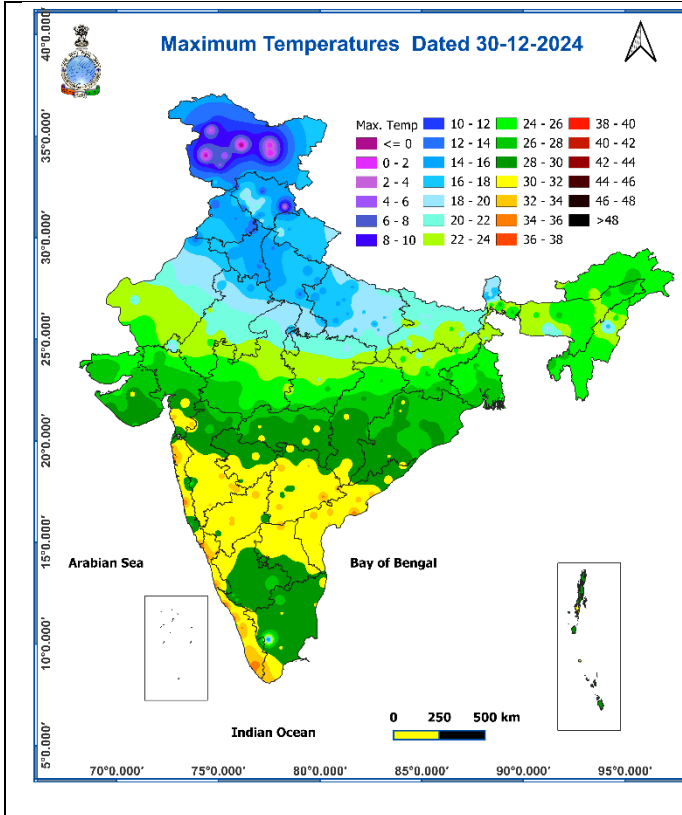 Maximum Temperatures Dated 30-12-2024
Max. Temp
<= 0
0 - 2
2 - 4
4 - 6
6 - 8
8 - 10
10 - 12
12 - 14
14 - 16
16 - 18
18 - 20
20 - 22
22 - 24
24 - 26
26 - 28
28 - 30
30 - 32
32 - 34
34 - 36
36 - 38
38 - 40
40 - 42
42 - 44
44 - 46
46 - 48
>48
40°0.000'
35°0.000'
30°0.000'
25°0.000'
20°0.000'
15°0.000'
10°0.000'
5°0.000'
Arabian Sea
Bay of Bengal
Indian Ocean
0 250 500 km
70°0.000' 75°0.000' 80°0.000' 85°0.000' 90°0.000' 95°0.000'